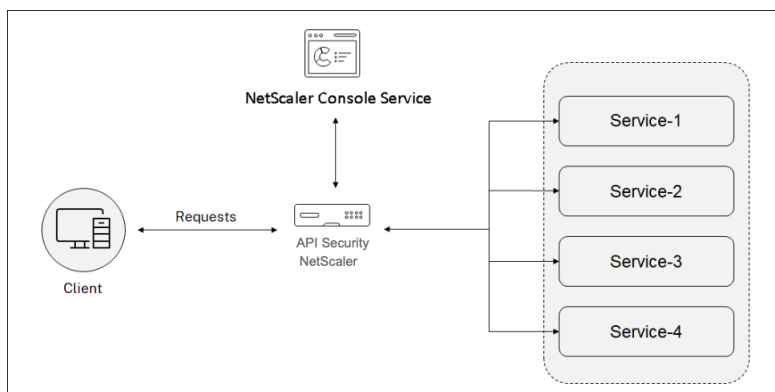 NetScaler Console Service
Service-1
Service-2
Requests
API Security
NetScaler
Service-3
Client
Service-4